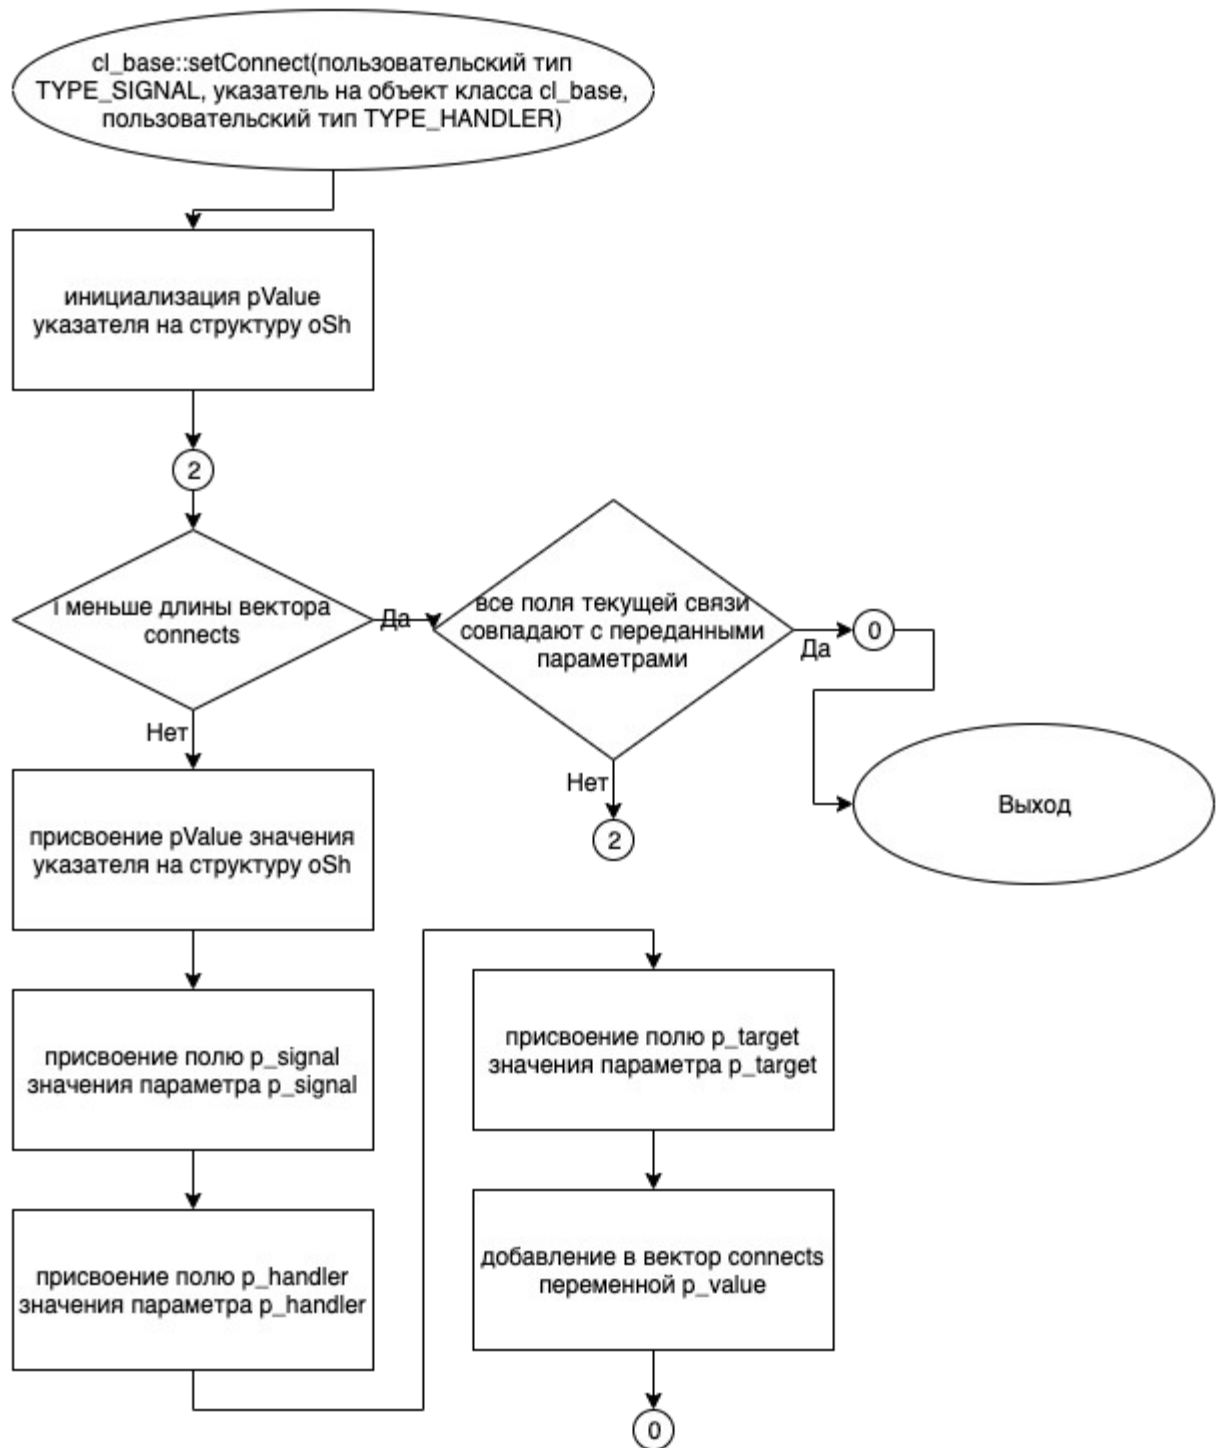 cl_base::setConnect(пользовательский тип
TYPE_SIGNAL, указатель на объект класса cl_base,
пользовательский тип TYPE_HANDLER)
инициализация pValue
указателя на структуру oSh
2
i меньше длины вектора
connects
Да
все поля текущей связи
совпадают с переданными
параметрами
Да
0
Нет
Нет
2
Выход
присвоение pValue значения
указателя на структуру oSh
присвоение полю p_signal
значения параметра p_signal
присвоение полю p_handler
значения параметра p_handler
присвоение полю p_target
значения параметра p_target
добавление в вектор connects
переменной p_value
0